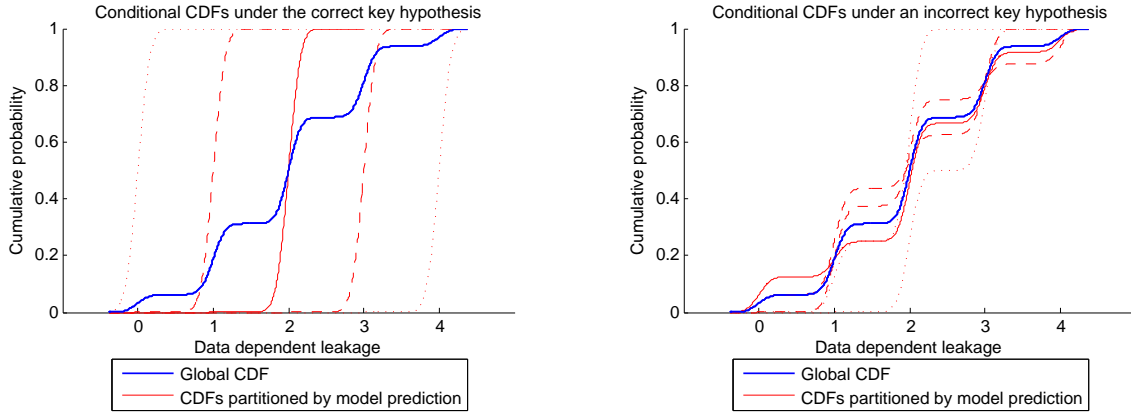 Conditional CDFs under the correct key hypothesis
1
0.8
0.6
0.4
0.2
0
Cumulative probability
0 1 2 3 4
Data dependent leakage
Global CDF
CDFs partitioned by model prediction
Conditional CDFs under an incorrect key hypothesis
1
0.8
0.6
0.4
0.2
0
Cumulative probability
0 1 2 3 4
Data dependent leakage
Global CDF
CDFs partitioned by model prediction